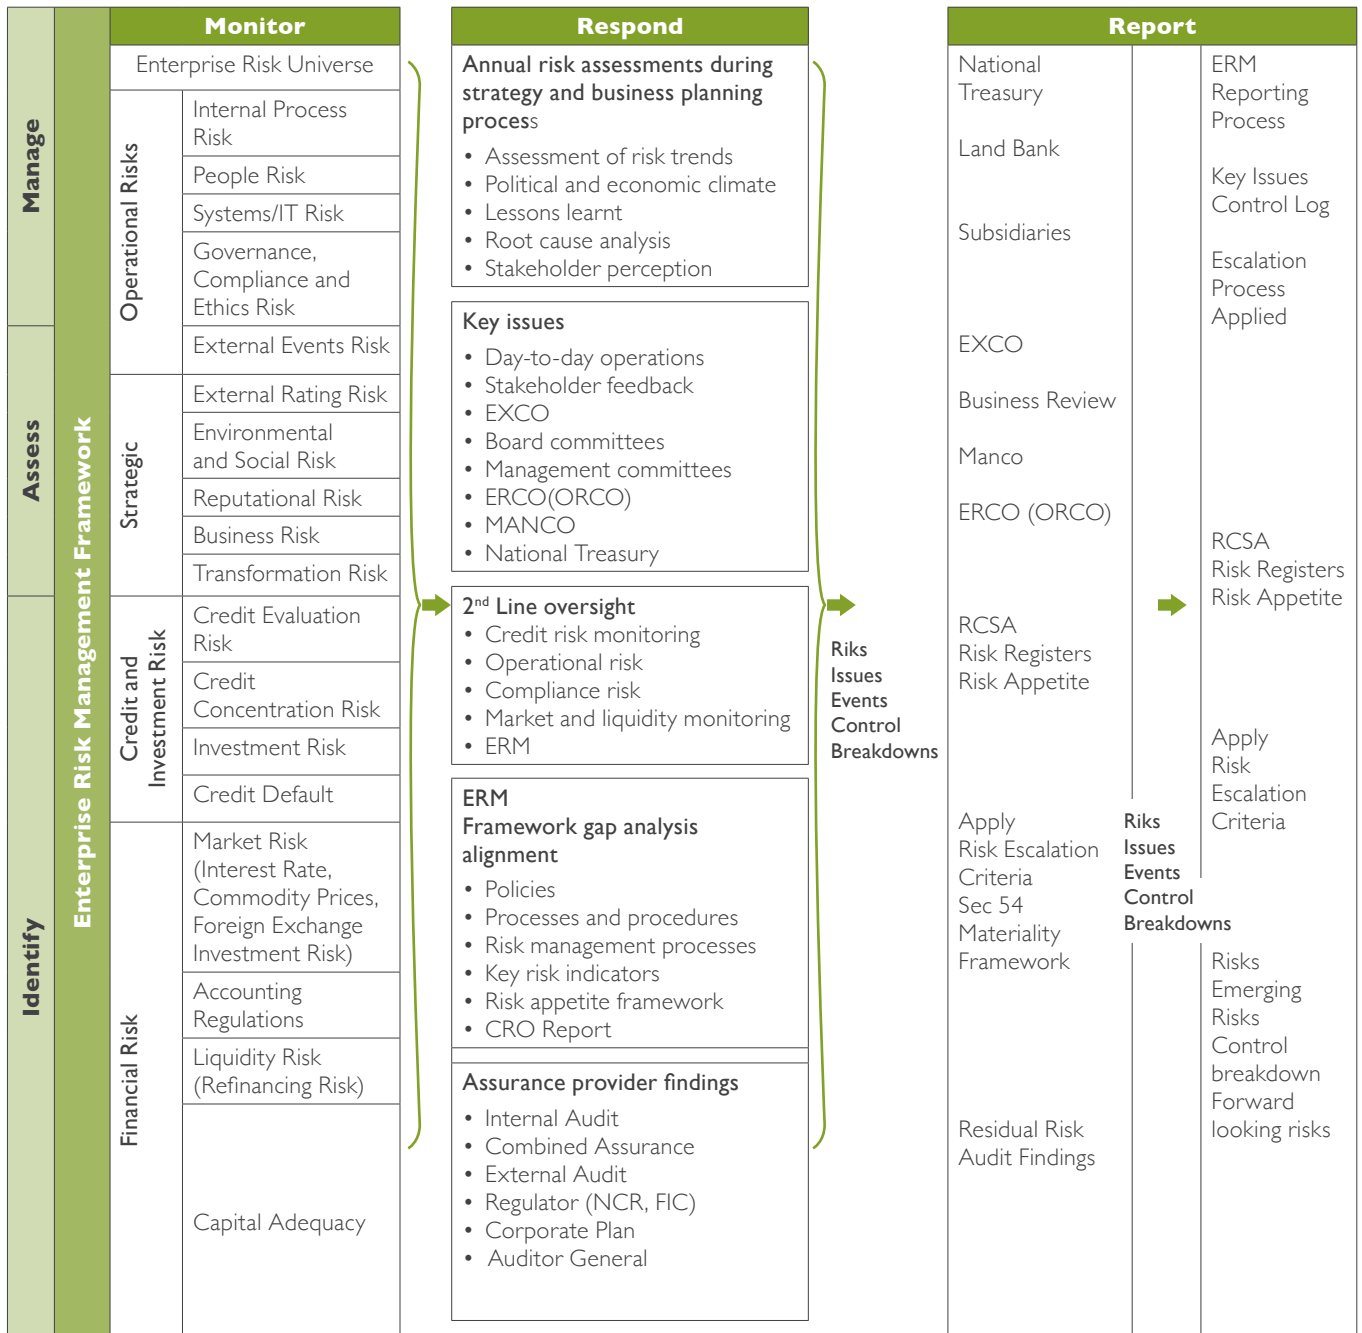 Manage
Assess
Identify
Enterprise Risk Management Framework
Monitor
Enterprise Risk Universe
Operational Risks
Internal Process
Risk
People Risk
Systems/IT Risk
Governance,
Compliance and
Ethics Risk
External Events Risk
Strategic
External Rating Risk
Environmental
and Social Risk
Reputational Risk
Business Risk
Transformation Risk
Credit and
Investment Risk
Credit Evaluation
Risk
Credit
Concentration Risk
Investment Risk
Credit Default
Financial Risk
Market Risk
(Interest Rate,
Commodity Prices,
Foreign Exchange
Investment Risk)
Accounting
Regulations
Liquidity Risk
(Refinancing Risk)
Capital Adequacy
Respond
Annual risk assessments during
strategy and business planning
process
• Assessment of risk trends
• Political and economic climate
• Lessons learnt
• Root cause analysis
• Stakeholder perception
Key issues
• Day-to-day operations
• Stakeholder feedback
• EXCO
• Board committees
• Management committees
• ERCO(ORCO)
• MANCO
• National Treasury
2nd Line oversight
• Credit risk monitoring
• Operational risk
• Compliance risk
• Market and liquidity monitoring
• ERM
ERM
Framework gap analysis
alignment
• Policies
• Processes and procedures
• Risk management processes
• Key risk indicators
• Risk appetite framework
• CRO Report
Assurance provider findings
• Internal Audit
• Combined Assurance
• External Audit
• Regulator (NCR, FIC)
• Corporate Plan
• Auditor General
Riks
Issues
Events
Control
Breakdowns
Report
National
Treasury
Land Bank
Subsidiaries
EXCO
Business Review
Manco
ERCO (ORCO)
RCSA
Risk Registers
Risk Appetite
Apply
Risk Escalation
Criteria
Sec 54
Materiality
Framework
Residual Risk
Audit Findings
Riks
Issues
Events
Control
Breakdowns
ERM
Reporting
Process
Key Issues
Control Log
Escalation
Process
Applied
RCSA
Risk Registers
Risk Appetite
Apply
Risk
Escalation
Criteria
Risks
Emerging
Risks
Control
breakdown
Forward
looking risks